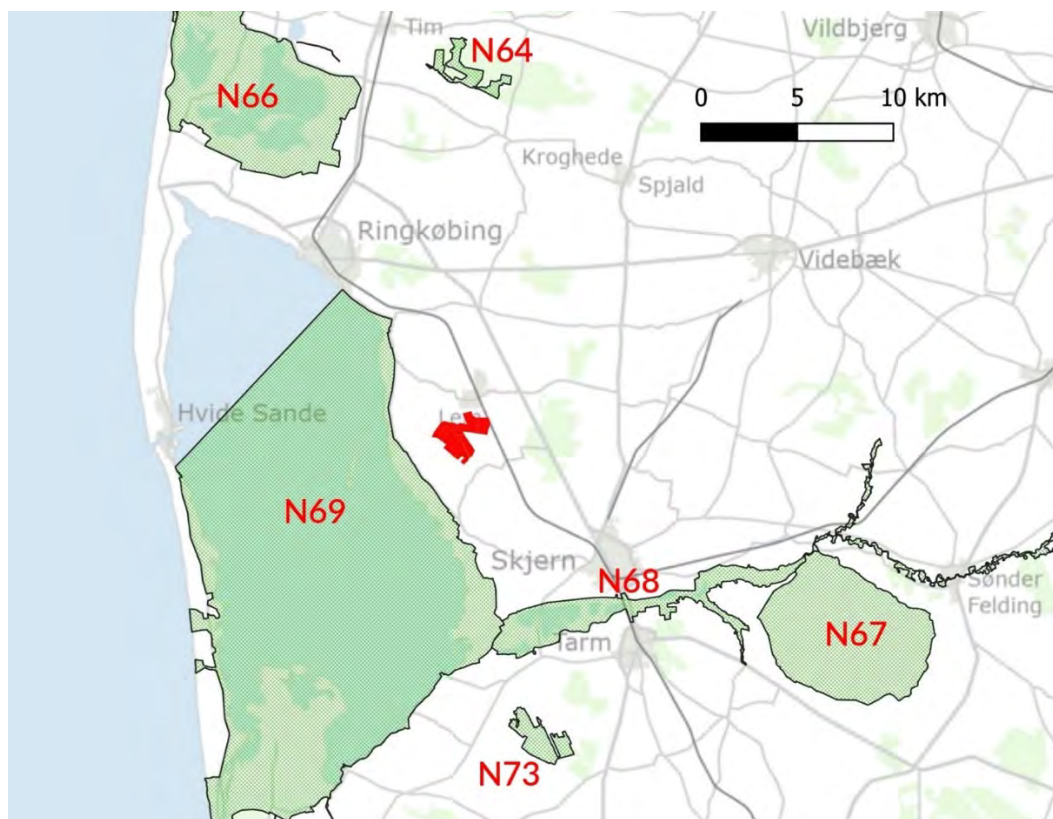 Tim
Vildbjerg
N64
N66
0 5 10 km
Kroghede
Spjald
Ringkøbing
Videbæk
Hvide Sande
N69
Skjern
N68
Sønder
Felding
N67
Tarm
N73